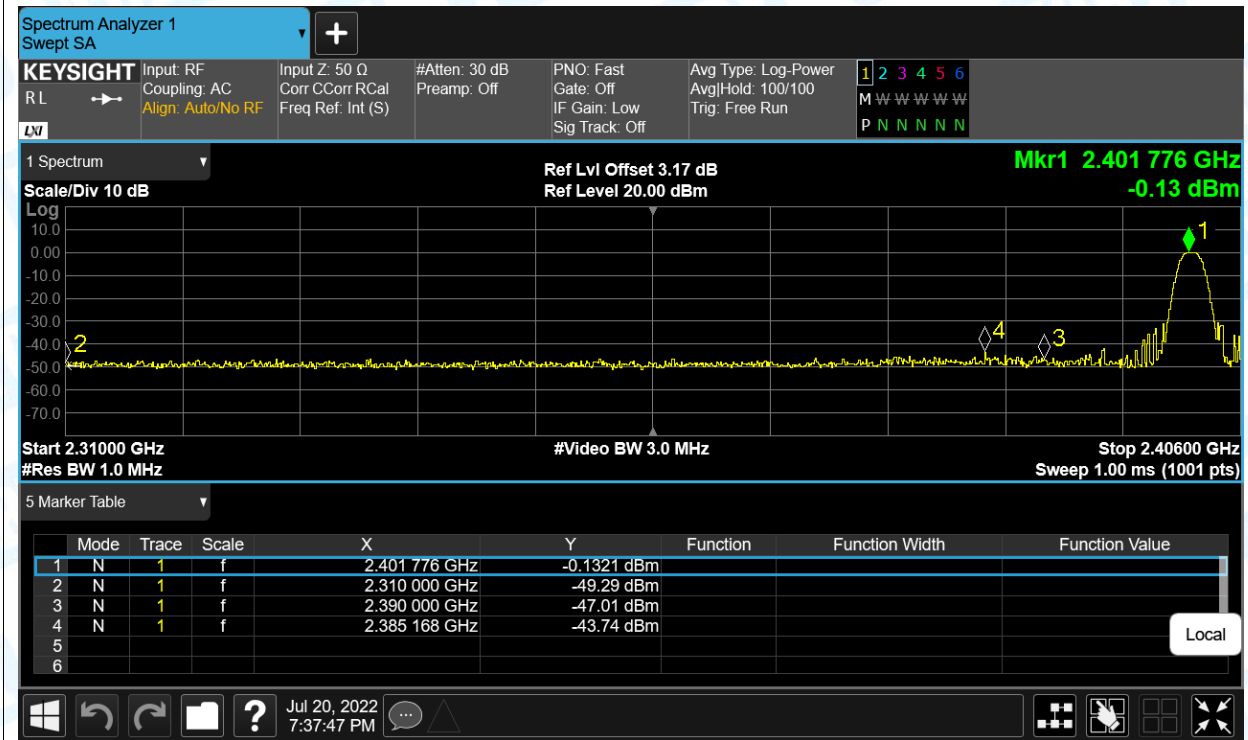 Spectrum Analyzer 1
Swept SA
▼
+
KEYSIGHT
RL
LXI
Input: RF
Coupling: AC
Align: Auto/No RF
Input Z: 50 Ω
Corr CCorr RCal
Freq Ref: Int (S)
#Atten: 30 dB
Preamp: Off
PNO: Fast
Gate: Off
IF Gain: Low
Sig Track: Off
Avg Type: Log-Power
Avg|Hold: 100/100
Trig: Free Run
1 2 3 4 5 6
M W W W W W
P N N N N N
1 Spectrum ▼
Scale/Div 10 dB
Ref Lvl Offset 3.17 dB
Ref Level 20.00 dBm
Mkr1 2.401 776 GHz
-0.13 dBm
Log
10.0
0.00
-10.0
-20.0
-30.0
-40.0
-50.0
-60.0
-70.0
1
2
4
3
Start 2.31000 GHz
#Res BW 1.0 MHz
#Video BW 3.0 MHz
Stop 2.40600 GHz
Sweep 1.00 ms (1001 pts)
5 Marker Table ▼
Mode Trace Scale X Y Function Function Width Function Value
1 N 1 f 2.401 776 GHz -0.1321 dBm
2 N 1 f 2.310 000 GHz -49.29 dBm
3 N 1 f 2.390 000 GHz -47.01 dBm
4 N 1 f 2.385 168 GHz -43.74 dBm
5
6
Local
?
Jul 20, 2022
7:37:47 PM